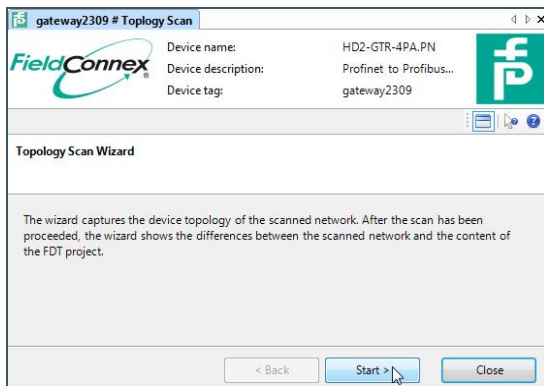 gateway2309 # Toplogy Scan
FieldConnex®
Device name: HD2-GTR-4PA.PN
Device description: Profinet to Profibus...
Device tag: gateway2309
Topology Scan Wizard
The wizard captures the device topology of the scanned network. After the scan has been
proceeded, the wizard shows the differences between the scanned network and the content of
the FDT project.
< Back
Start >
Close